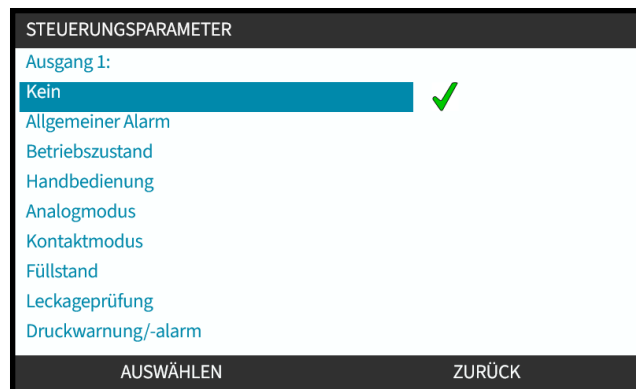 STEUERUNGSPARAMETER
Ausgang 1:
Kein
Allgemeiner Alarm
Betriebszustand
Handbedienung
Analogmodus
Kontaktmodus
Füllstand
Leckageprüfung
Druckwarnung/-alarm
AUSWÄHLEN ZURÜCK